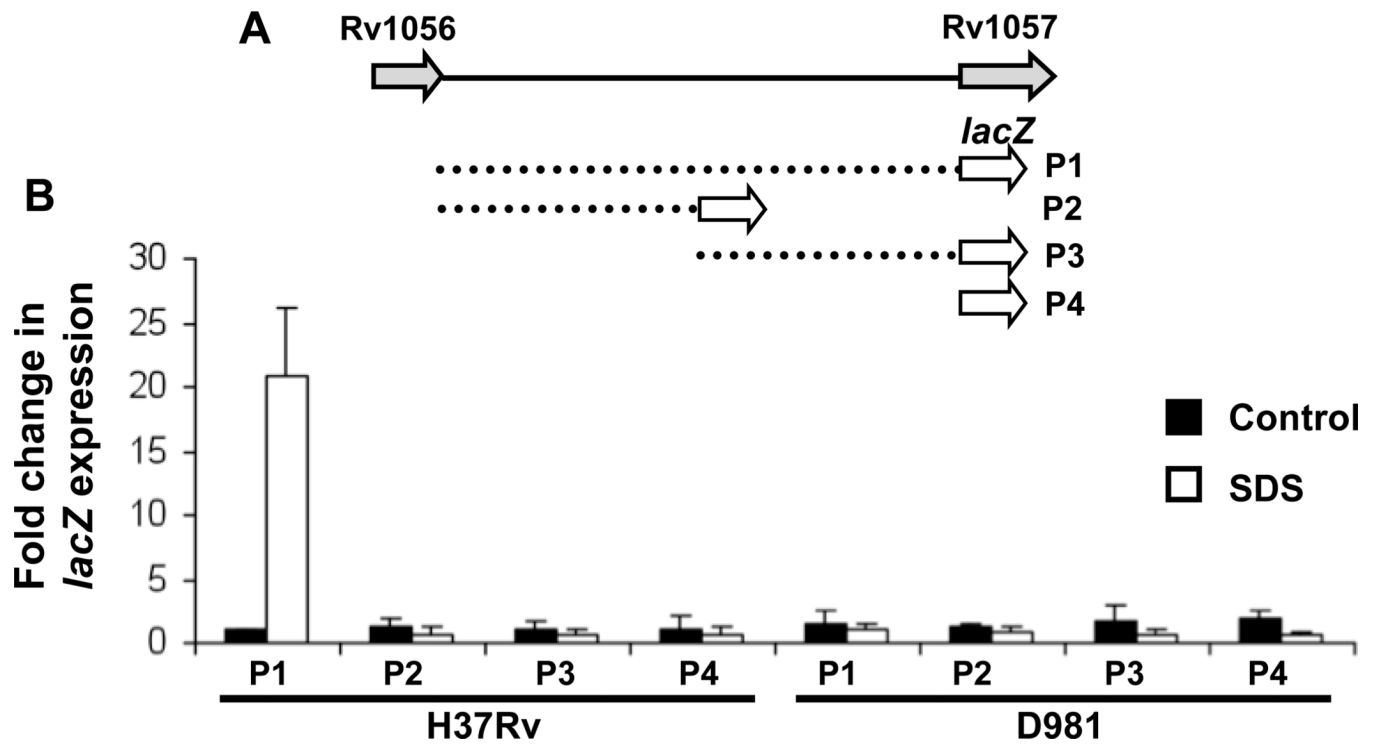 A
Rv1056
Rv1057
lacZ
P1
P2
P3
P4
B
Fold change in
lacZ expression
30
25
20
15
10
5
0
Control
SDS
P1 P2 P3 P4 P1 P2 P3 P4
H37Rv D981